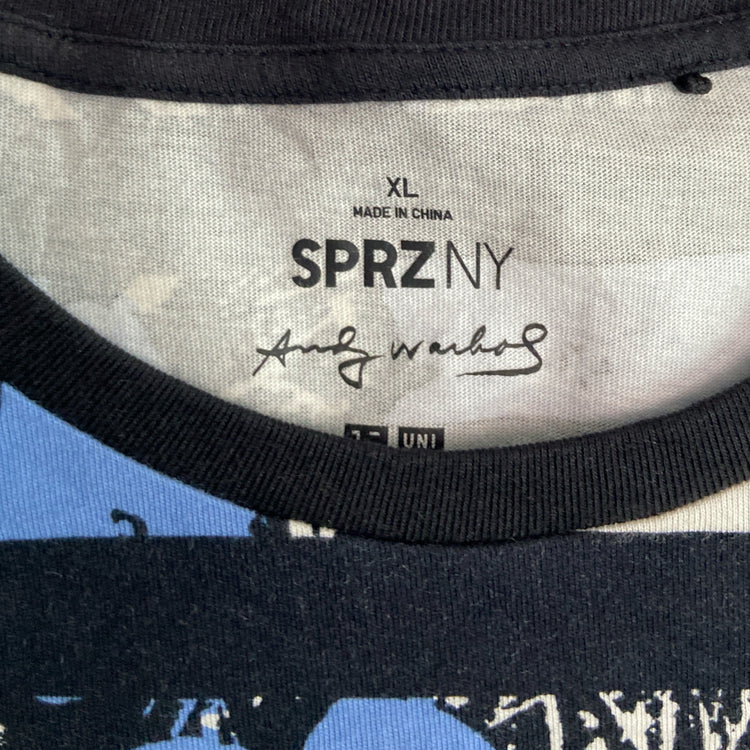 XL
MADE IN CHINA
SPRZ NY
Andy Warhol
UNI